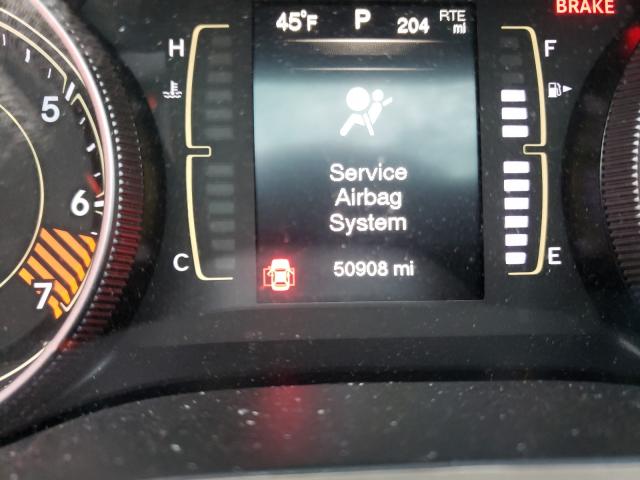 BRAKE
45°F P 204 RTE mi
H F
5
Service
Airbag
System
6
C E
50908 mi
7